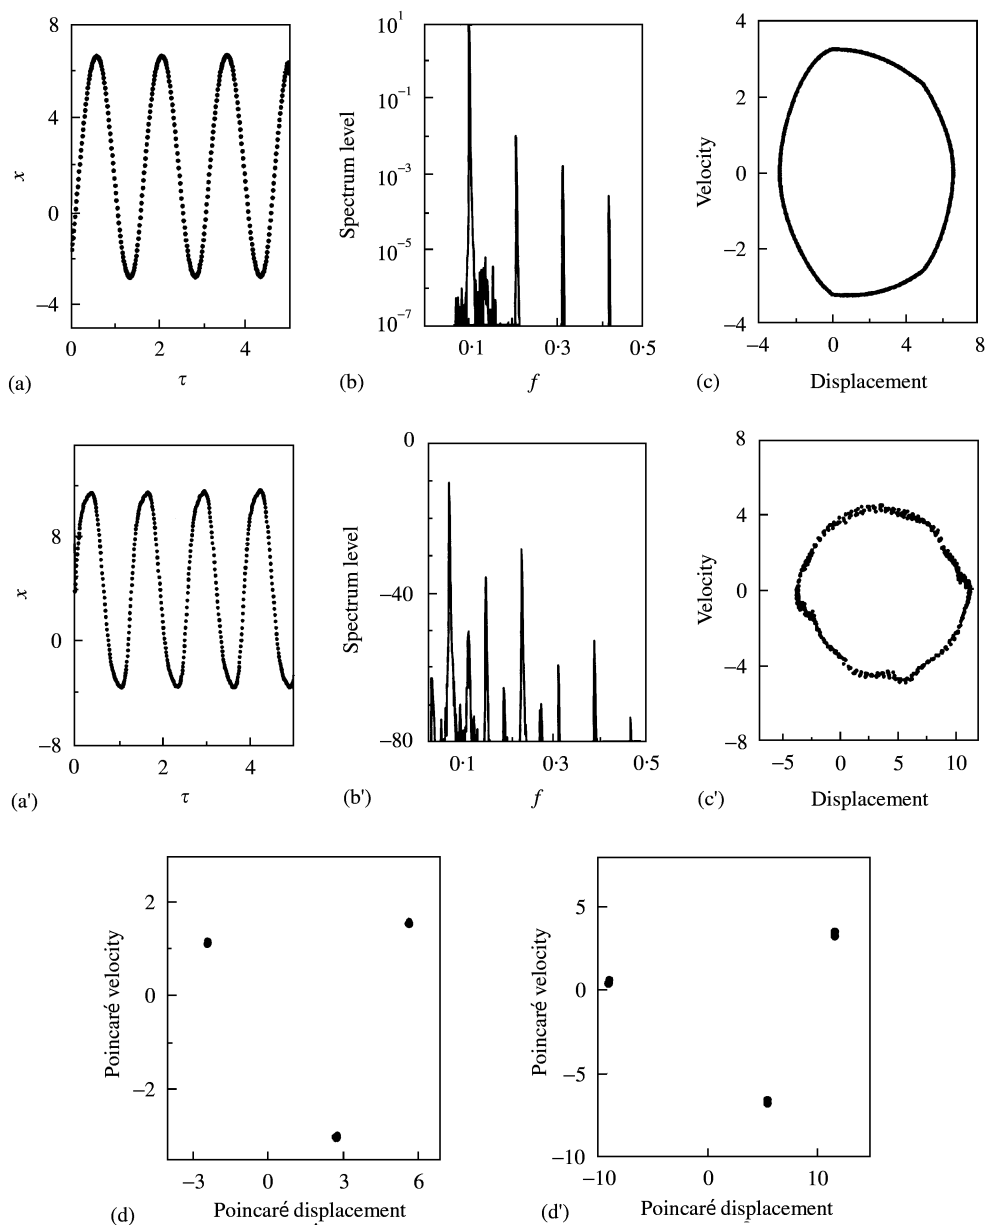 8
4
0
−4
x
0
2
4
τ
(a)
10¹
10⁻¹
10⁻³
10⁻⁵
10⁻⁷
Spectrum level
0·1
0·3
0·5
f
(b)
4
2
0
−2
−4
Velocity
−4
0
4
8
Displacement
(c)
8
0
−8
x
0
2
4
τ
(a')
0
−40
−80
Spectrum level
0·1
0·3
0·5
f
(b')
8
4
0
−4
−8
Velocity
−5
0
5
10
Displacement
(c')
2
0
−2
Poincaré velocity
−3
0
3
6
Poincaré displacement
(d)
5
0
−5
−10
Poincaré velocity
−10
0
10
Poincaré displacement
(d')